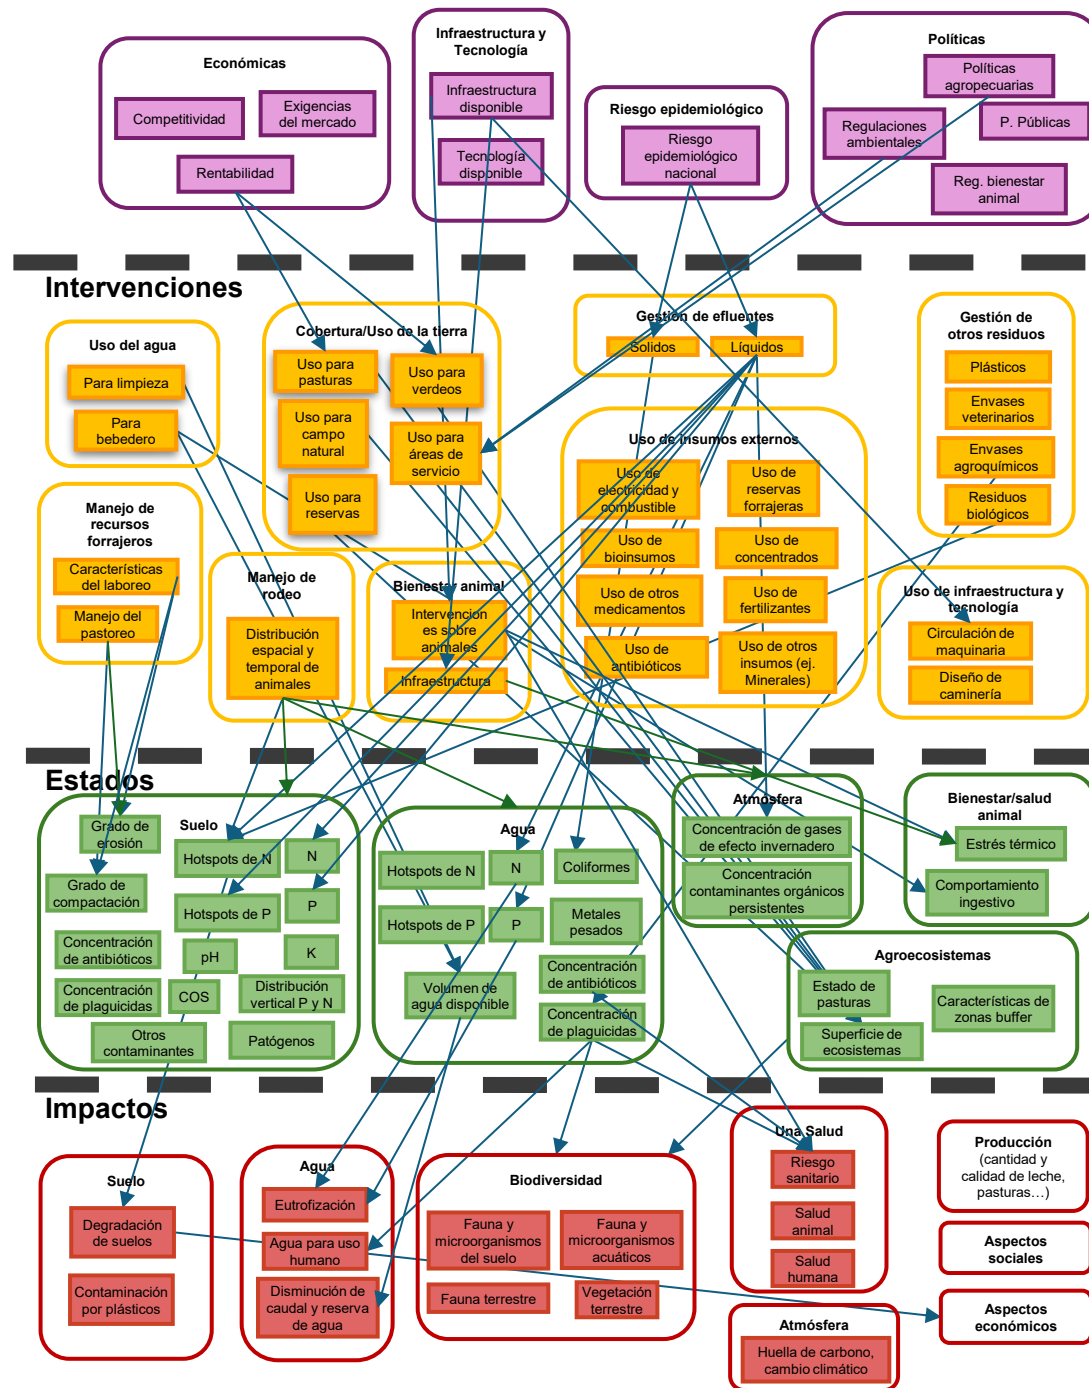 Económicas
Competitividad
Exigencias
del mercado
Rentabilidad
Infraestructura y
Tecnología
Infraestructura
disponible
Tecnología
disponible
Riesgo epidemiológico
Riesgo
epidemiológico
nacional
Políticas
Políticas
agropecuarias
Regulaciones
ambientales
P. Públicas
Reg. bienestar
animal
Intervenciones
Uso del agua
Para limpieza
Para
bebedero
Cobertura/Uso de la tierra
Uso para
pasturas
Uso para
verdeos
Uso para
campo
natural
Uso para
áreas de
servicio
Uso para
reservas
Gestión de efluentes
Sólidos
Líquidos
Gestión de
otros residuos
Plásticos
Envases
veterinarios
Envases
agroquímicos
Residuos
biológicos
Manejo de
recursos
forrajeros
Características
del laboreo
Manejo del
pastoreo
Manejo de
rodeo
Distribución
espacial y
temporal de
animales
Bienestar animal
Intervencion
es sobre
animales
Infraestructura
Uso de insumos externos
Uso de
electricidad y
combustible
Uso de
reservas
forrajeras
Uso de
bioinsumos
Uso de
concentrados
Uso de otros
medicamentos
Uso de
fertilizantes
Uso de
antibióticos
Uso de otros
insumos (ej.
Minerales)
Uso de infraestructura y
tecnología
Circulación de
maquinaria
Diseño de
caminería
Estados
Suelo
Grado de
erosión
Hotspots de N
N
Grado de
compactación
Hotspots de P
P
Concentración
de antibióticos
pH
K
Concentración
de plaguicidas
COS
Distribución
vertical P y N
Otros
contaminantes
Patógenos
Agua
Hotspots de N
N
Coliformes
Hotspots de P
P
Metales
pesados
Volumen de
agua disponible
Concentración
de antibióticos
Concentración
de plaguicidas
Atmósfera
Concentración de gases
de efecto invernadero
Concentración
contaminantes orgánicos
persistentes
Bienestar/salud
animal
Estrés térmico
Comportamiento
ingestivo
Agroecosistemas
Estado de
pasturas
Características de
zonas buffer
Superficie de
ecosistemas
Impactos
Suelo
Degradación
de suelos
Contaminación
por plásticos
Agua
Eutrofización
Agua para uso
humano
Disminución de
caudal y reserva
de agua
Biodiversidad
Fauna y
microorganismos
del suelo
Fauna y
microorganismos
acuáticos
Fauna terrestre
Vegetación
terrestre
Una Salud
Riesgo
sanitario
Salud
animal
Salud
humana
Atmósfera
Huella de carbono,
cambio climático
Producción
(cantidad y
calidad de leche,
pasturas…)
Aspectos
sociales
Aspectos
económicos